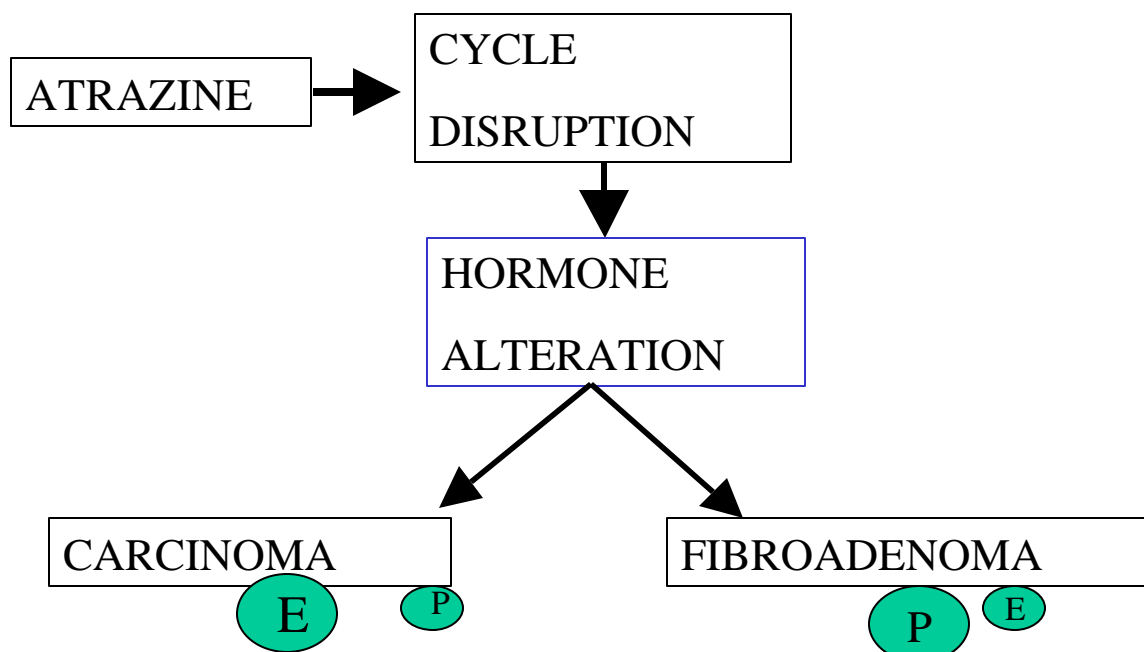 CYCLE
DISRUPTION
ATRAZINE
HORMONE
ALTERATION
CARCINOMA
FIBROADENOMA
E
P
P
E